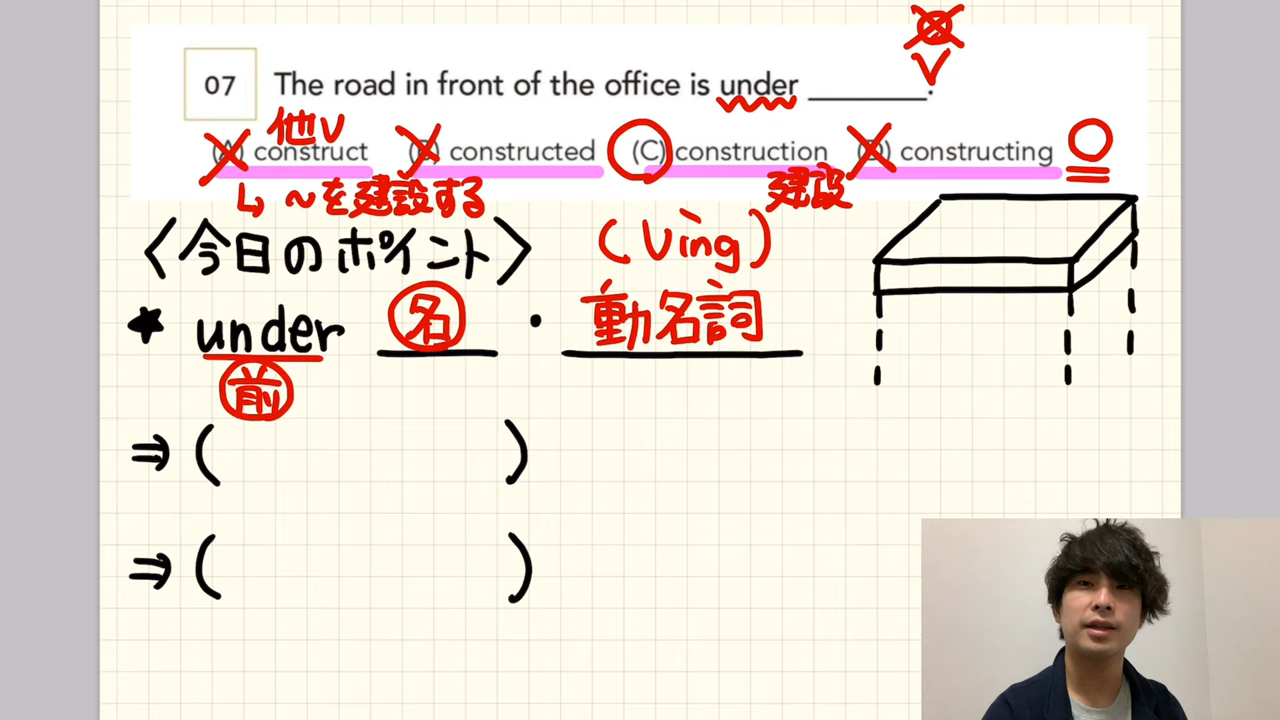 07 The road in front of the office is under ________.
(A) construct (B) constructed (C) construction (D) constructing
他V
V
O
↳ ~を建設する
建設
〈今日のポイント〉
(Ving)
★ under 名 ・ 動名詞
前
⇒ ( )
⇒ ( )